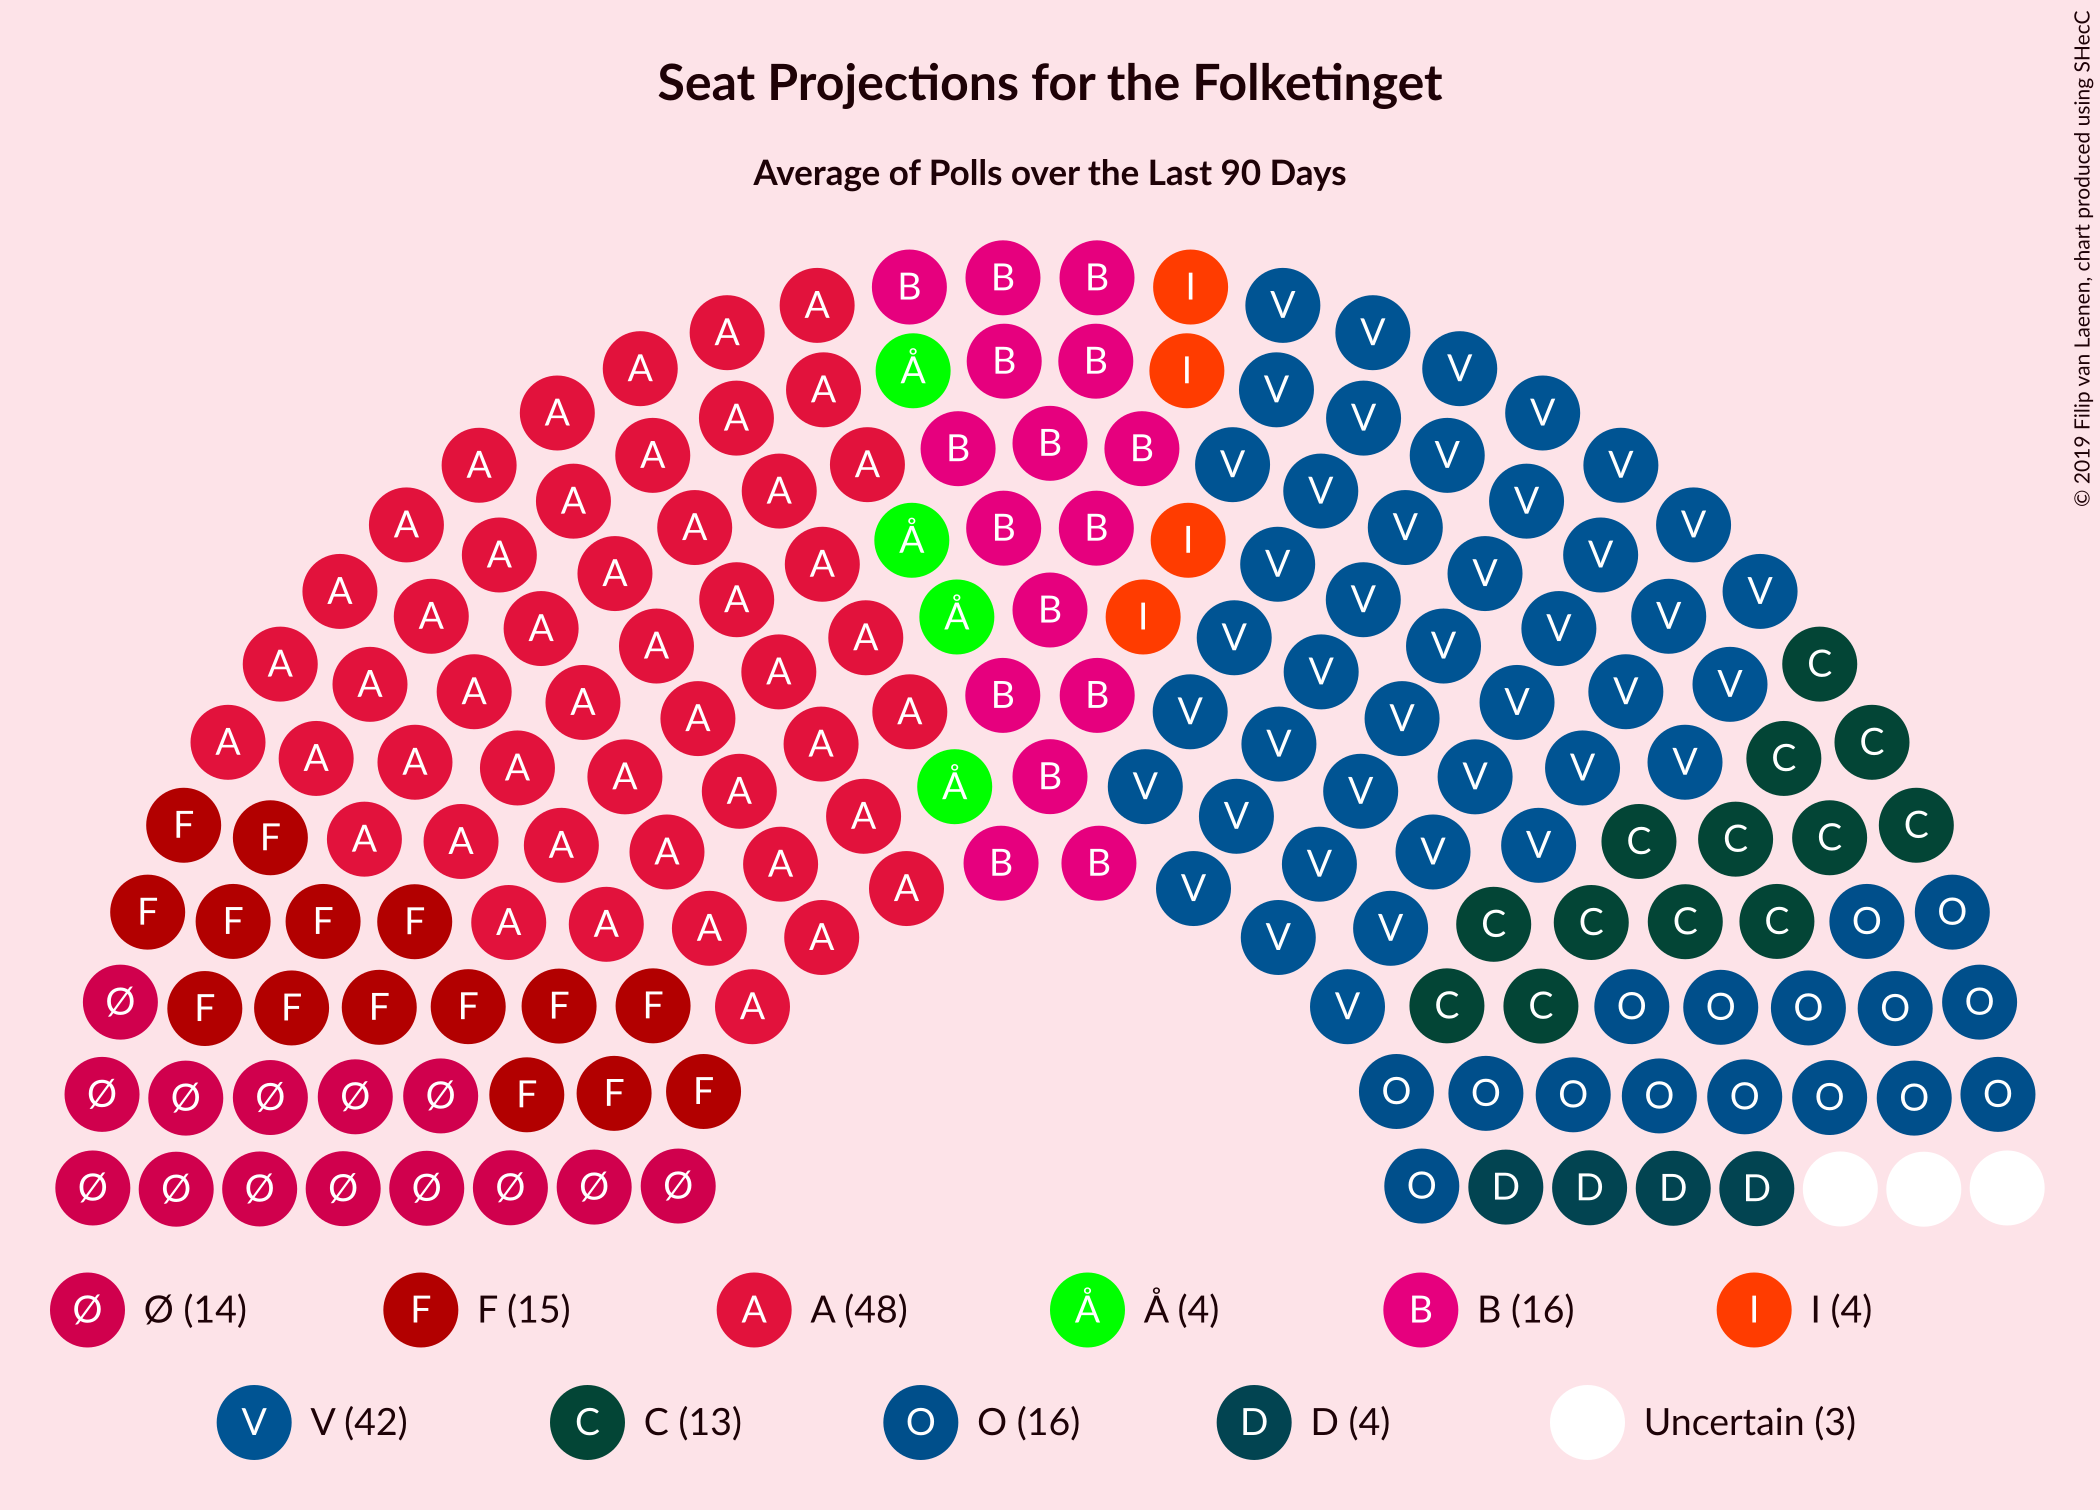 Seat Projections for the Folketinget
Average of Polls over the Last 90 Days
© 2019 Filip van Laenen, chart produced using SHecC
A B B B I V
A V
A Å B B I V
A V
A A V V
A A A B B B V V V
A A V V
A A Å B B I V V
A A A V V V
A A V V
A A A A Å B I V V V V
A A A A B B V V V C
A A A V V V
A A A A A V V V C C
A A Å B V V V
F F A A A A A V V V C C C C
A A B B V V
F F F F A A A A V V C C C C O O
Ø F F F F F F A V C C O O O O O
Ø Ø Ø Ø Ø F F F O O O O O O O O
Ø Ø Ø Ø Ø Ø Ø Ø O D D D D
Ø Ø (14) F F (15) A A (48) Å Å (4) B B (16) I I (4)
V V (42) C C (13) O O (16) D D (4) Uncertain (3)